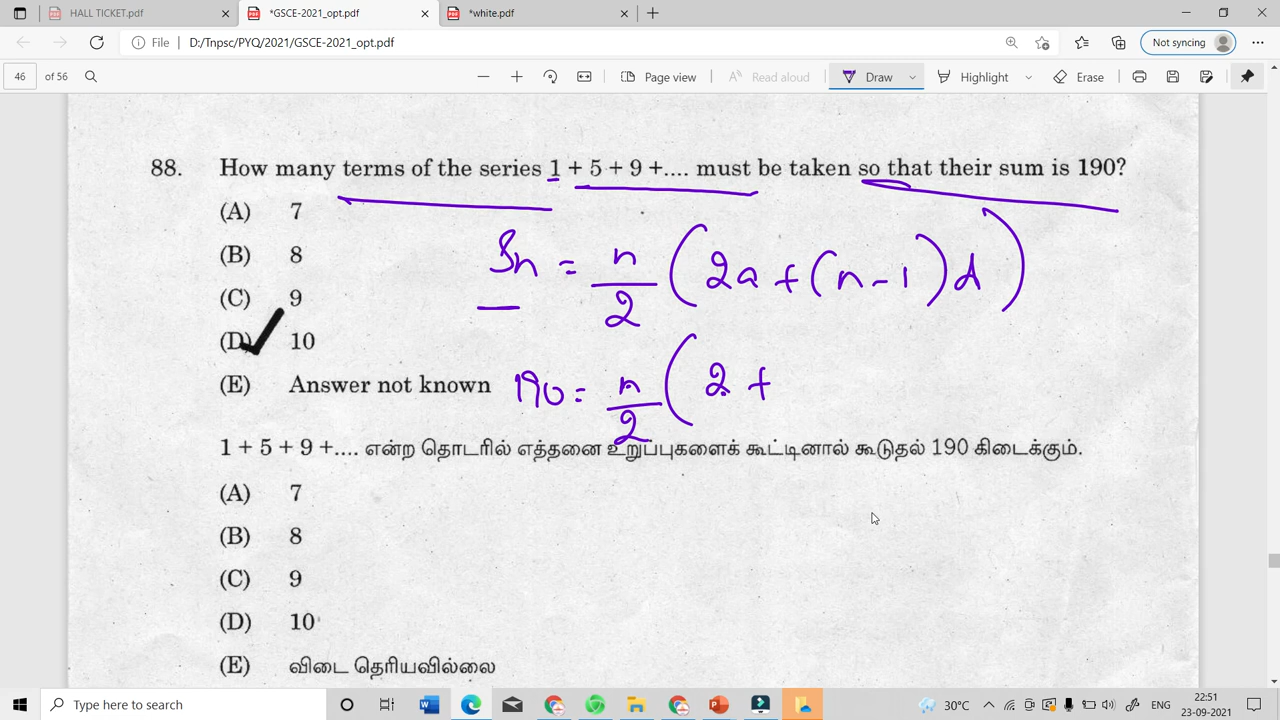 HALL TICKET.pdf
*GSCE-2021_opt.pdf
*white.pdf
File D:/Tnpsc/PYQ/2021/GSCE-2021_opt.pdf
Not syncing
46 of 56
Page view
Read aloud
Draw
Highlight
Erase
88. How many terms of the series 1 + 5 + 9 +.... must be taken so that their sum is 190?
(A) 7
(B) 8
(C) 9
(D) 10
(E) Answer not known
Sn = n/2 (2a + (n-1)d)
190 = n/2 (2 +
1 + 5 + 9 +.... என்ற தொடரில் எத்தனை உறுப்புகளைக் கூட்டினால் கூடுதல் 190 கிடைக்கும்.
(A) 7
(B) 8
(C) 9
(D) 10
(E) விடை தெரியவில்லை
Type here to search
30°C
ENG
22:51
23-09-2021